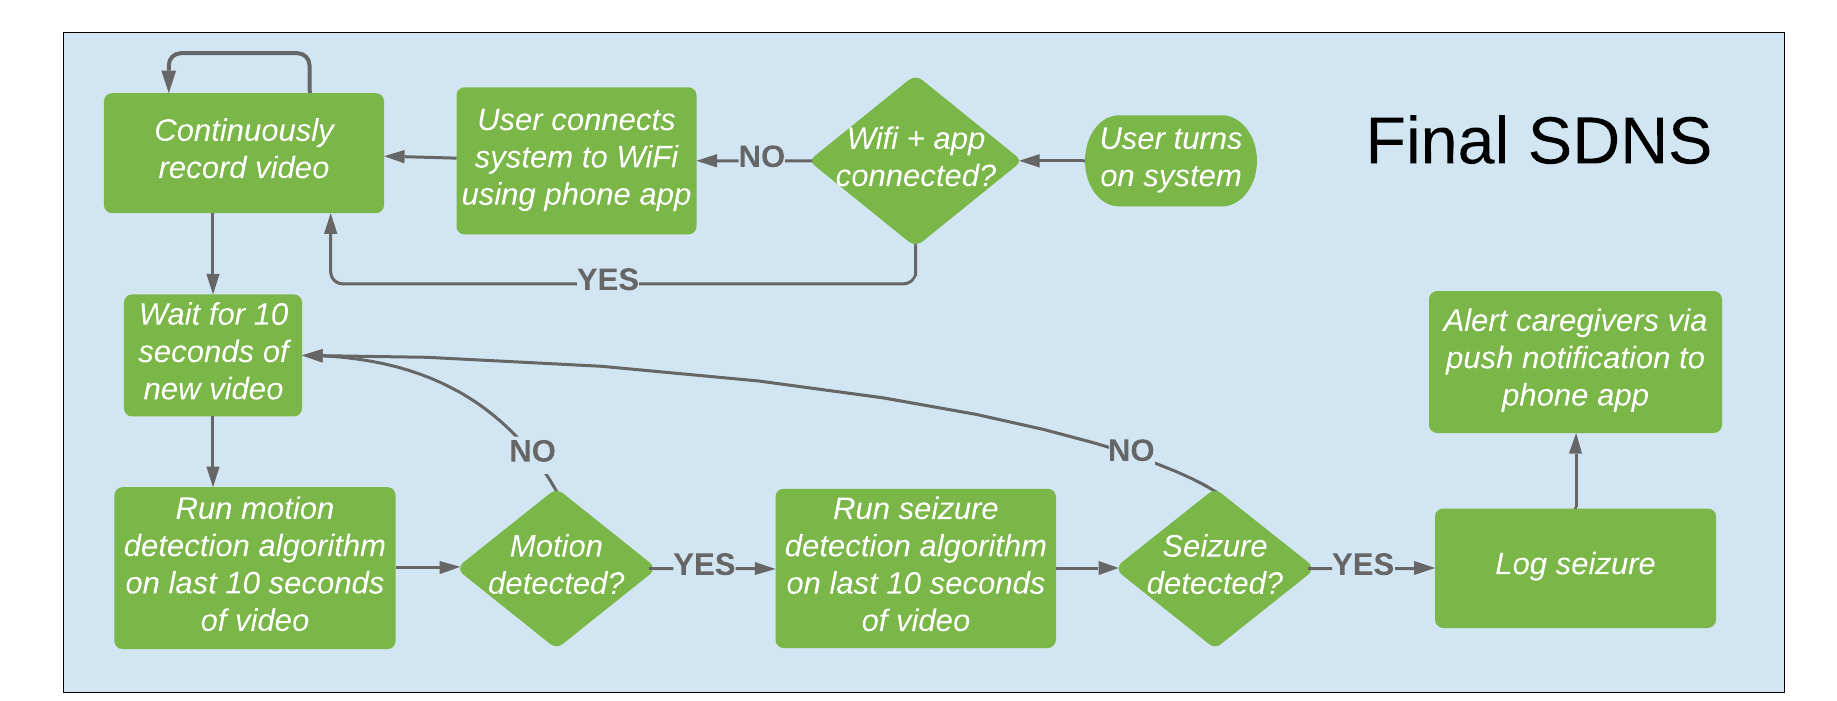 Final SDNS
User turns
on system
Wifi + app
connected?
NO
YES
User connects
system to WiFi
using phone app
Continuously
record video
Wait for 10
seconds of
new video
Run motion
detection algorithm
on last 10 seconds
of video
Motion
detected?
NO
YES
Run seizure
detection algorithm
on last 10 seconds
of video
Seizure
detected?
NO
YES
Log seizure
Alert caregivers via
push notification to
phone app